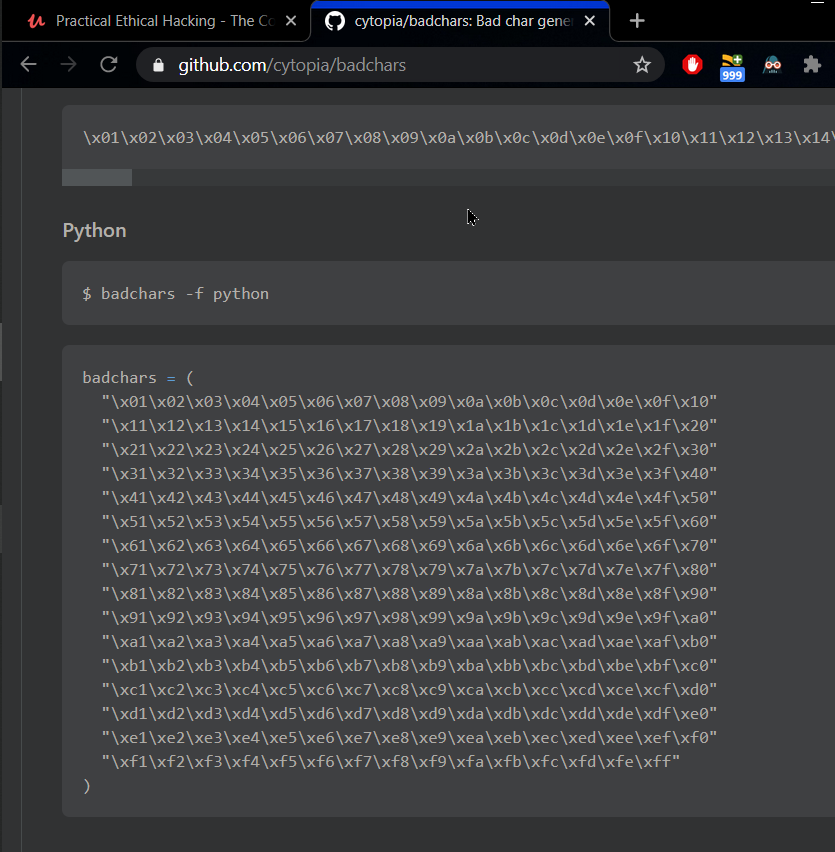 Practical Ethical Hacking - The Co
cytopia/badchars: Bad char gene
github.com/cytopia/badchars
999
\x01\x02\x03\x04\x05\x06\x07\x08\x09\x0a\x0b\x0c\x0d\x0e\x0f\x10\x11\x12\x13\x14\
Python
$ badchars -f python
badchars = (
"\x01\x02\x03\x04\x05\x06\x07\x08\x09\x0a\x0b\x0c\x0d\x0e\x0f\x10"
"\x11\x12\x13\x14\x15\x16\x17\x18\x19\x1a\x1b\x1c\x1d\x1e\x1f\x20"
"\x21\x22\x23\x24\x25\x26\x27\x28\x29\x2a\x2b\x2c\x2d\x2e\x2f\x30"
"\x31\x32\x33\x34\x35\x36\x37\x38\x39\x3a\x3b\x3c\x3d\x3e\x3f\x40"
"\x41\x42\x43\x44\x45\x46\x47\x48\x49\x4a\x4b\x4c\x4d\x4e\x4f\x50"
"\x51\x52\x53\x54\x55\x56\x57\x58\x59\x5a\x5b\x5c\x5d\x5e\x5f\x60"
"\x61\x62\x63\x64\x65\x66\x67\x68\x69\x6a\x6b\x6c\x6d\x6e\x6f\x70"
"\x71\x72\x73\x74\x75\x76\x77\x78\x79\x7a\x7b\x7c\x7d\x7e\x7f\x80"
"\x81\x82\x83\x84\x85\x86\x87\x88\x89\x8a\x8b\x8c\x8d\x8e\x8f\x90"
"\x91\x92\x93\x94\x95\x96\x97\x98\x99\x9a\x9b\x9c\x9d\x9e\x9f\xa0"
"\xa1\xa2\xa3\xa4\xa5\xa6\xa7\xa8\xa9\xaa\xab\xac\xad\xae\xaf\xb0"
"\xb1\xb2\xb3\xb4\xb5\xb6\xb7\xb8\xb9\xba\xbb\xbc\xbd\xbe\xbf\xc0"
"\xc1\xc2\xc3\xc4\xc5\xc6\xc7\xc8\xc9\xca\xcb\xcc\xcd\xce\xcf\xd0"
"\xd1\xd2\xd3\xd4\xd5\xd6\xd7\xd8\xd9\xda\xdb\xdc\xdd\xde\xdf\xe0"
"\xe1\xe2\xe3\xe4\xe5\xe6\xe7\xe8\xe9\xea\xeb\xec\xed\xee\xef\xf0"
"\xf1\xf2\xf3\xf4\xf5\xf6\xf7\xf8\xf9\xfa\xfb\xfc\xfd\xfe\xff"
)